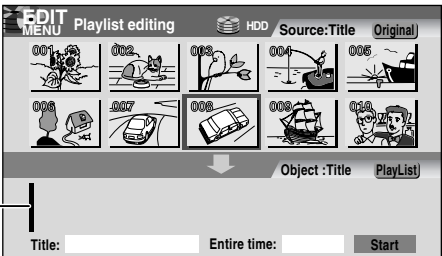 EDIT
MENU Playlist editing HDD Source:Title Original)
001 002 003 004 005
006 007 008 009 010
Object :Title PlayList)
Title: Entire time: Start